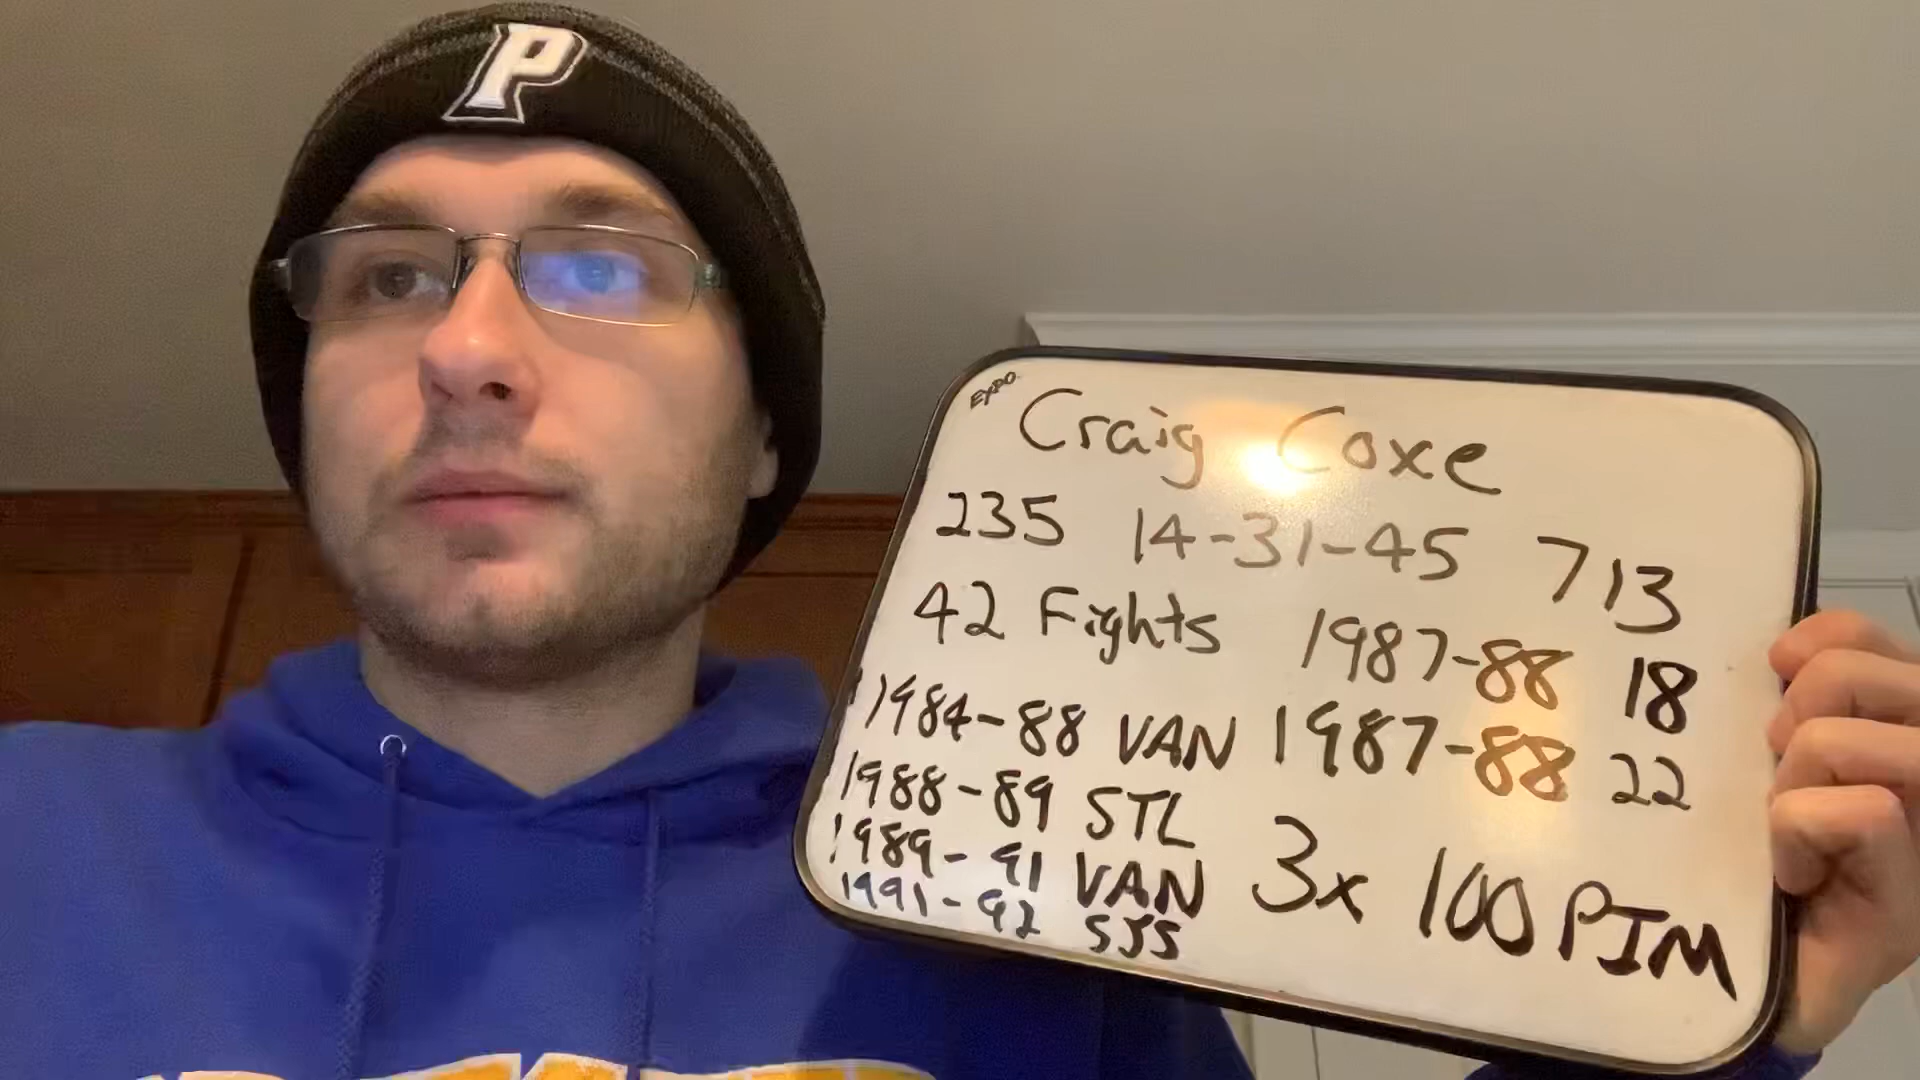 P
EXPO
Craig Coxe
235 14-31-45 713
42 Fights 1987-88 18
1984-88 VAN 1987-88 22
1988-89 STL
1989-91 VAN 3x 100 PIM
1991-92 SJS